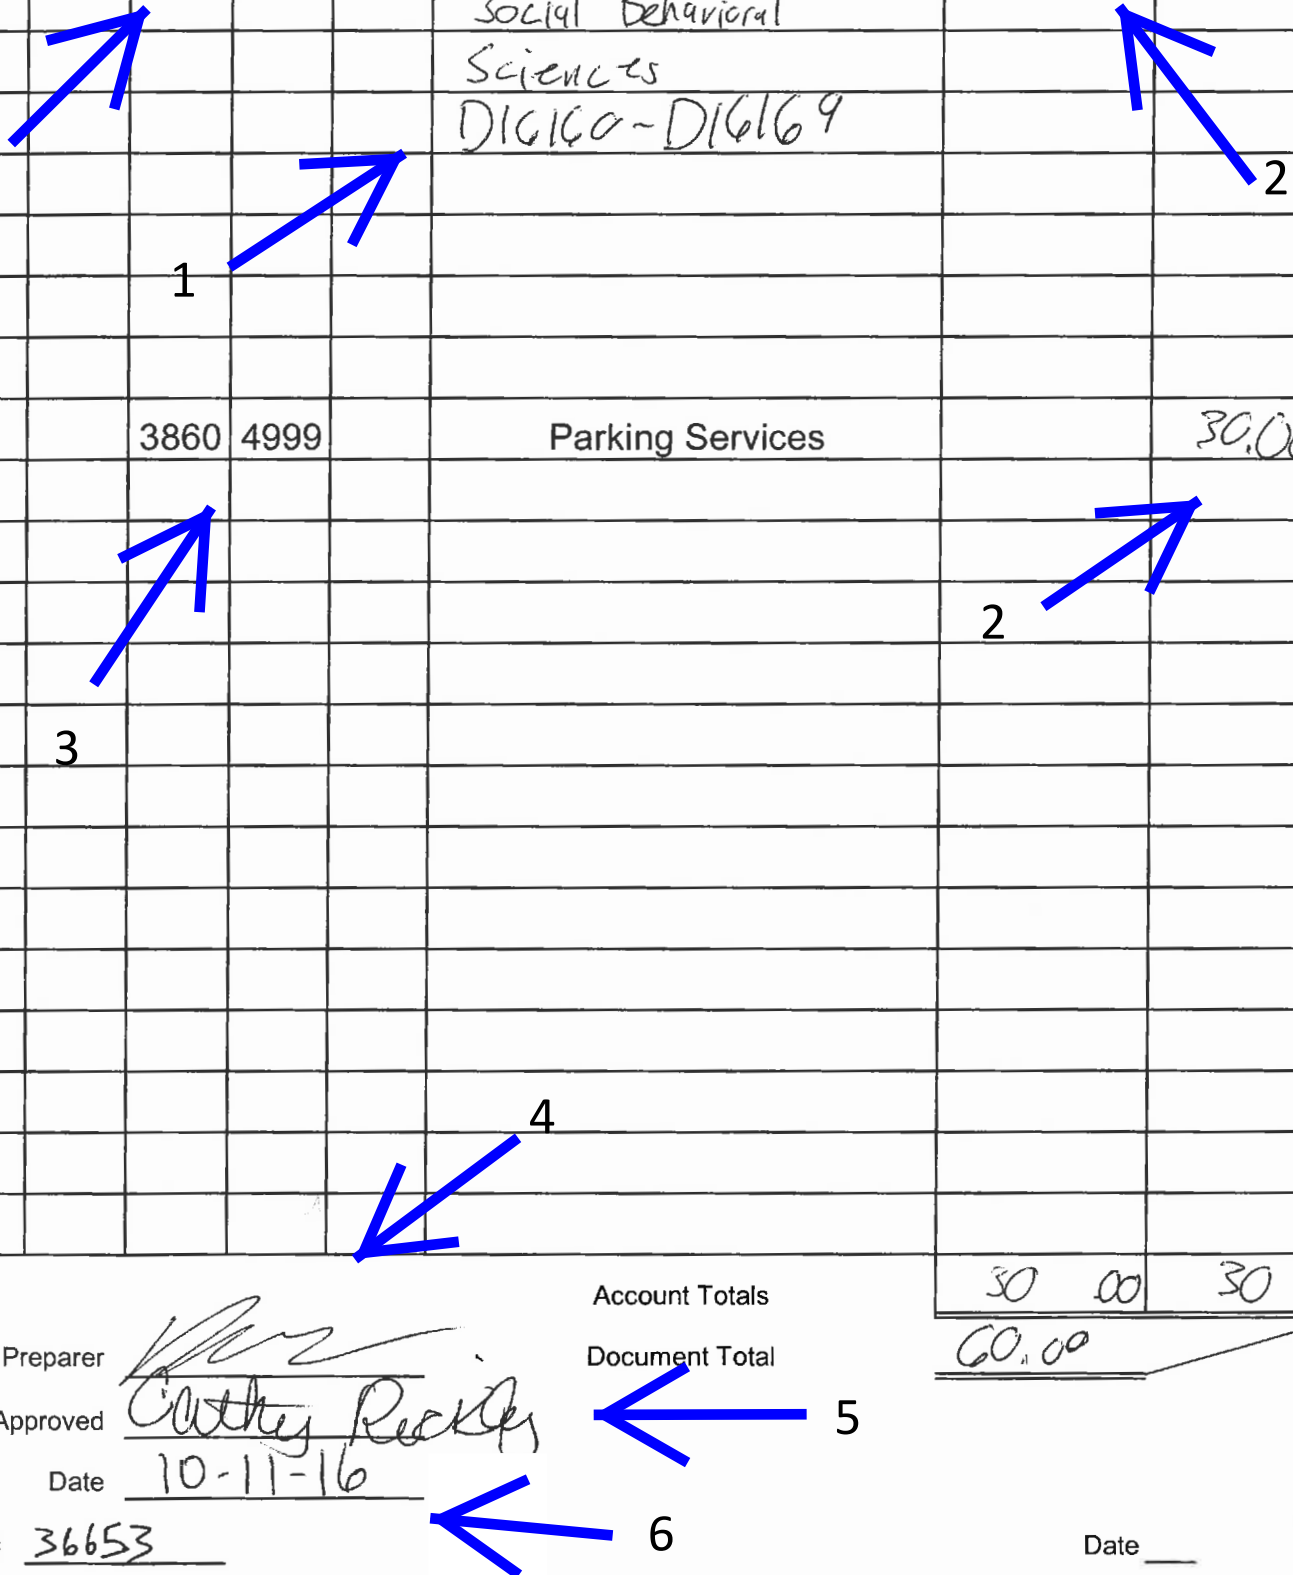 Social Behavioral
Sciences
D16160-D16169
2
1
3860 4999 Parking Services 30.0
2
3
4
Account Totals 30 00 30
Preparer Document Total 60.00
Approved Cathy
5
Date 10-11-16
6
36653 Date